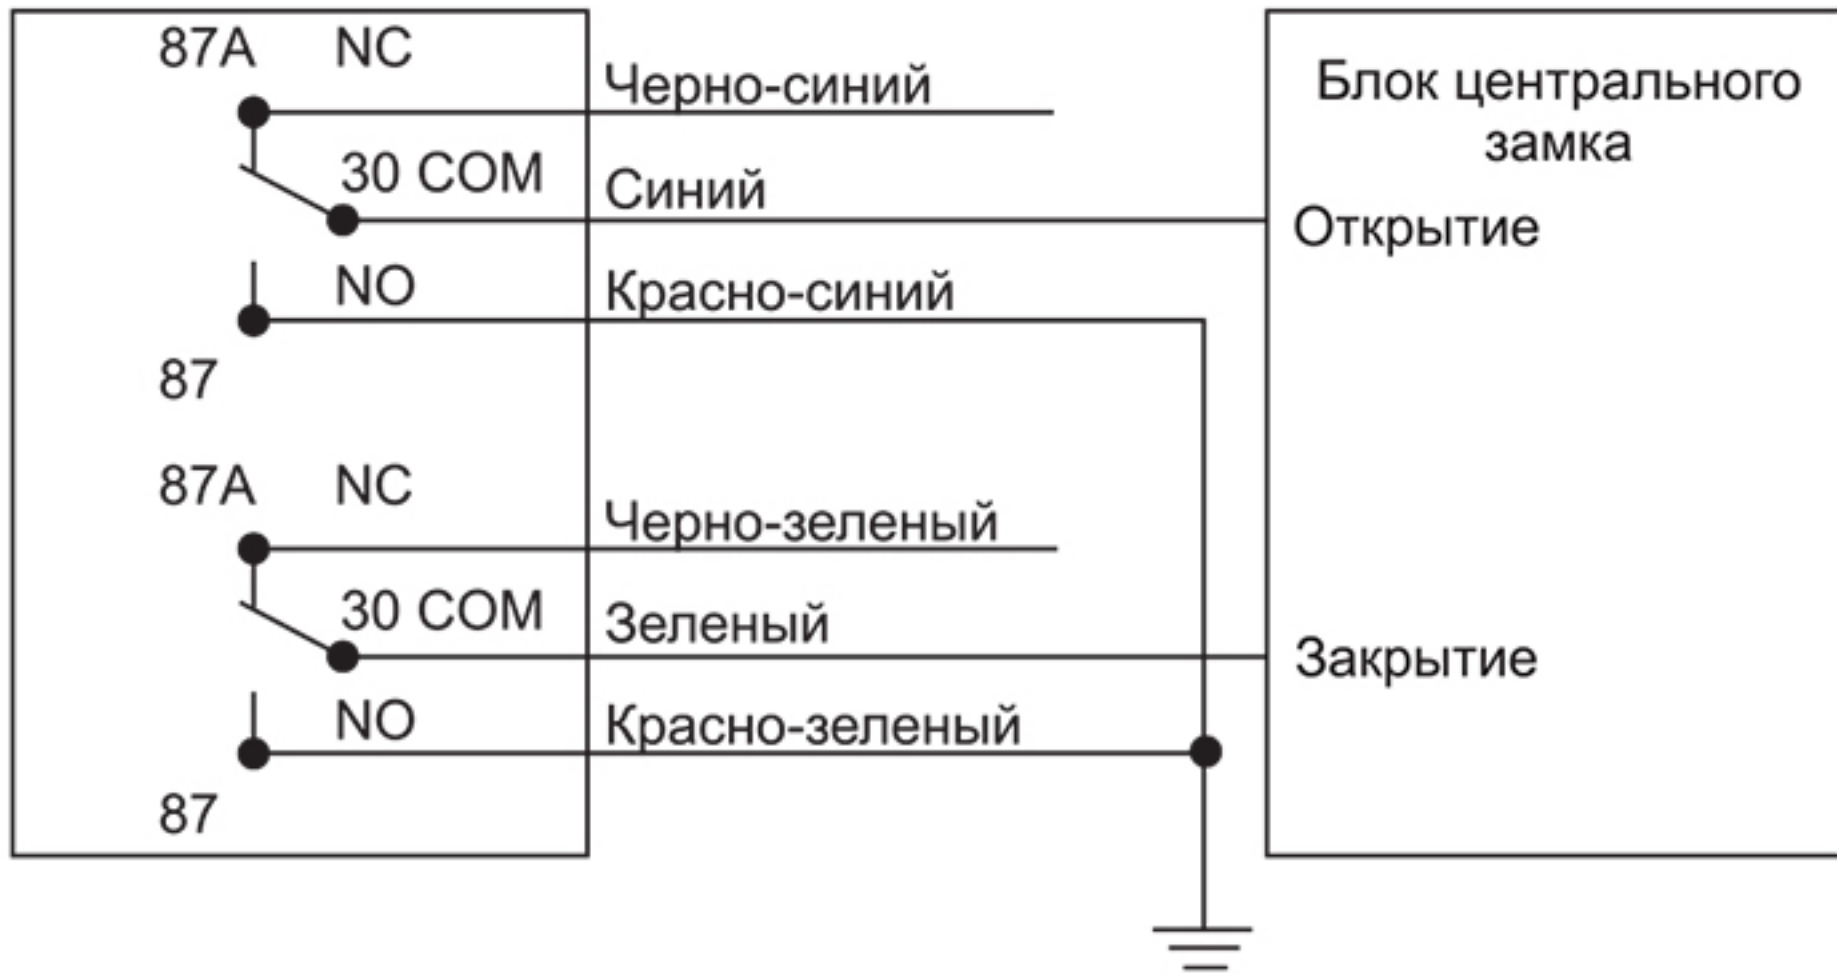 87A NC
Черно-синий
30 COM
Синий
NO
Красно-синий
87
87A NC
Черно-зеленый
30 COM
Зеленый
NO
Красно-зеленый
87
Блок центрального
замка
Открытие
Закрытие